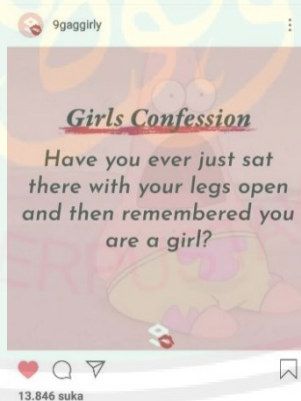 9gaggirly
Girls Confession
Have you ever just sat
there with your legs open
and then remembered you
are a girl?
13.846 suka